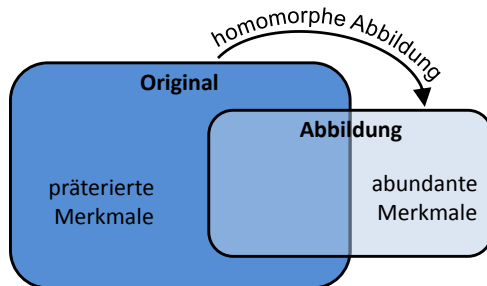 homomorphe Abbildung
Original
Abbildung
präterierte
Merkmale
abundante
Merkmale